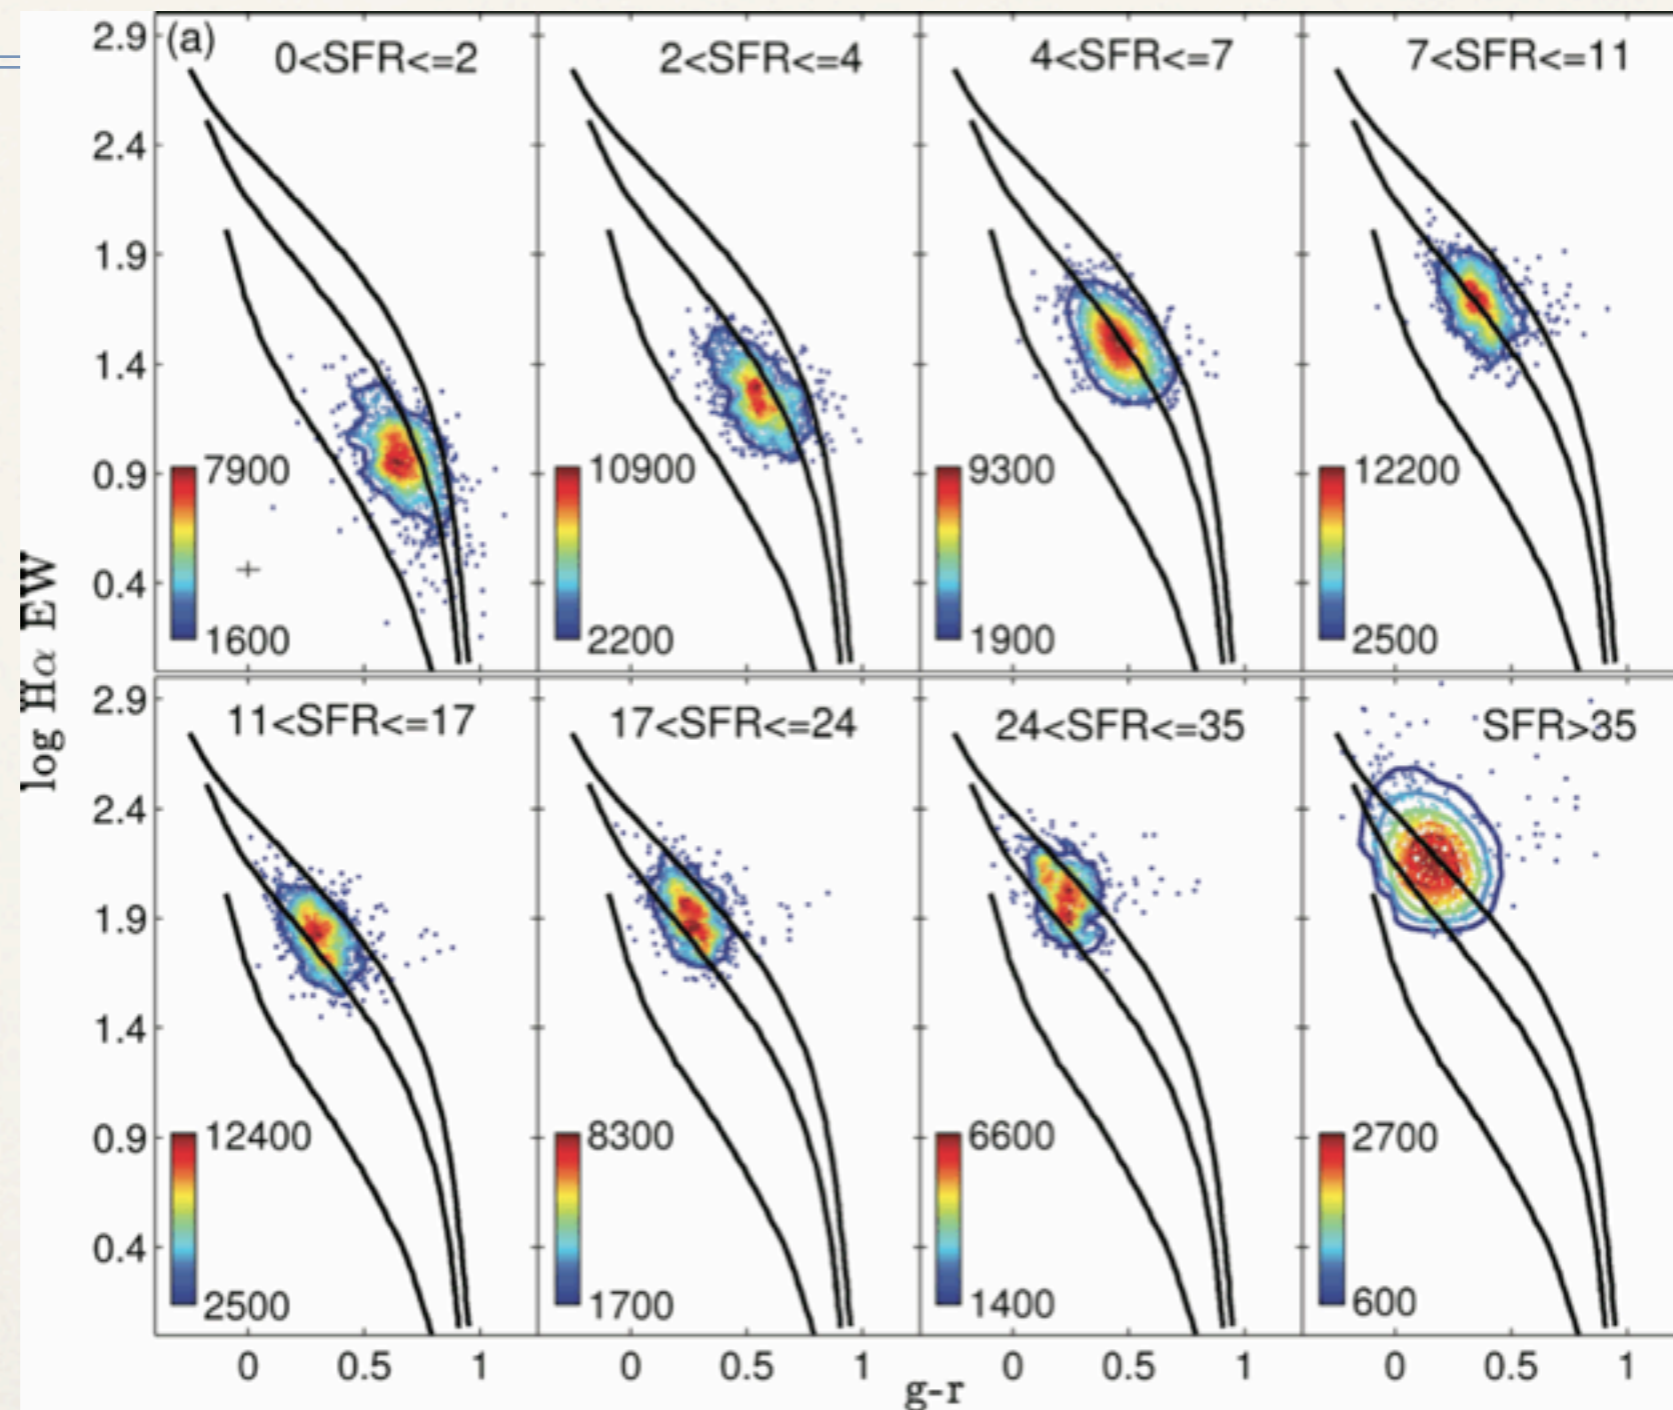 (a)
0<SFR<=2
2<SFR<=4
4<SFR<=7
7<SFR<=11
2.9
2.4
1.9
1.4
0.9
0.4
7900
1600
10900
2200
9300
1900
12200
2500
log Hα EW
11<SFR<=17
17<SFR<=24
24<SFR<=35
SFR>35
2.9
2.4
1.9
1.4
0.9
0.4
12400
2500
8300
1700
6600
1400
2700
600
0 0.5 1
0 0.5 1
0 0.5 1
0 0.5 1
g-r